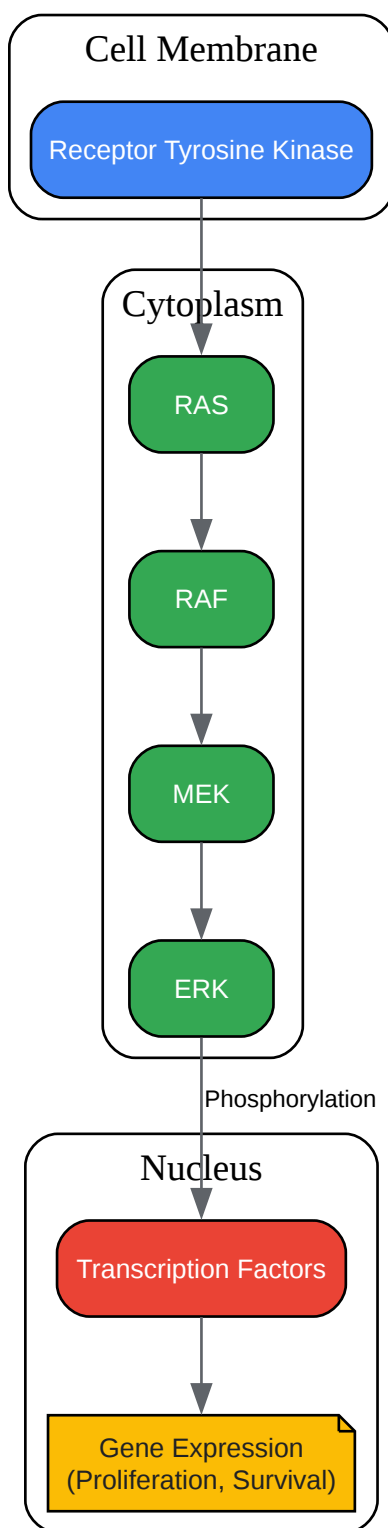 Cell Membrane
Receptor Tyrosine Kinase
Cytoplasm
RAS
RAF
MEK
ERK
Phosphorylation
Nucleus
Transcription Factors
Gene Expression
(Proliferation, Survival)